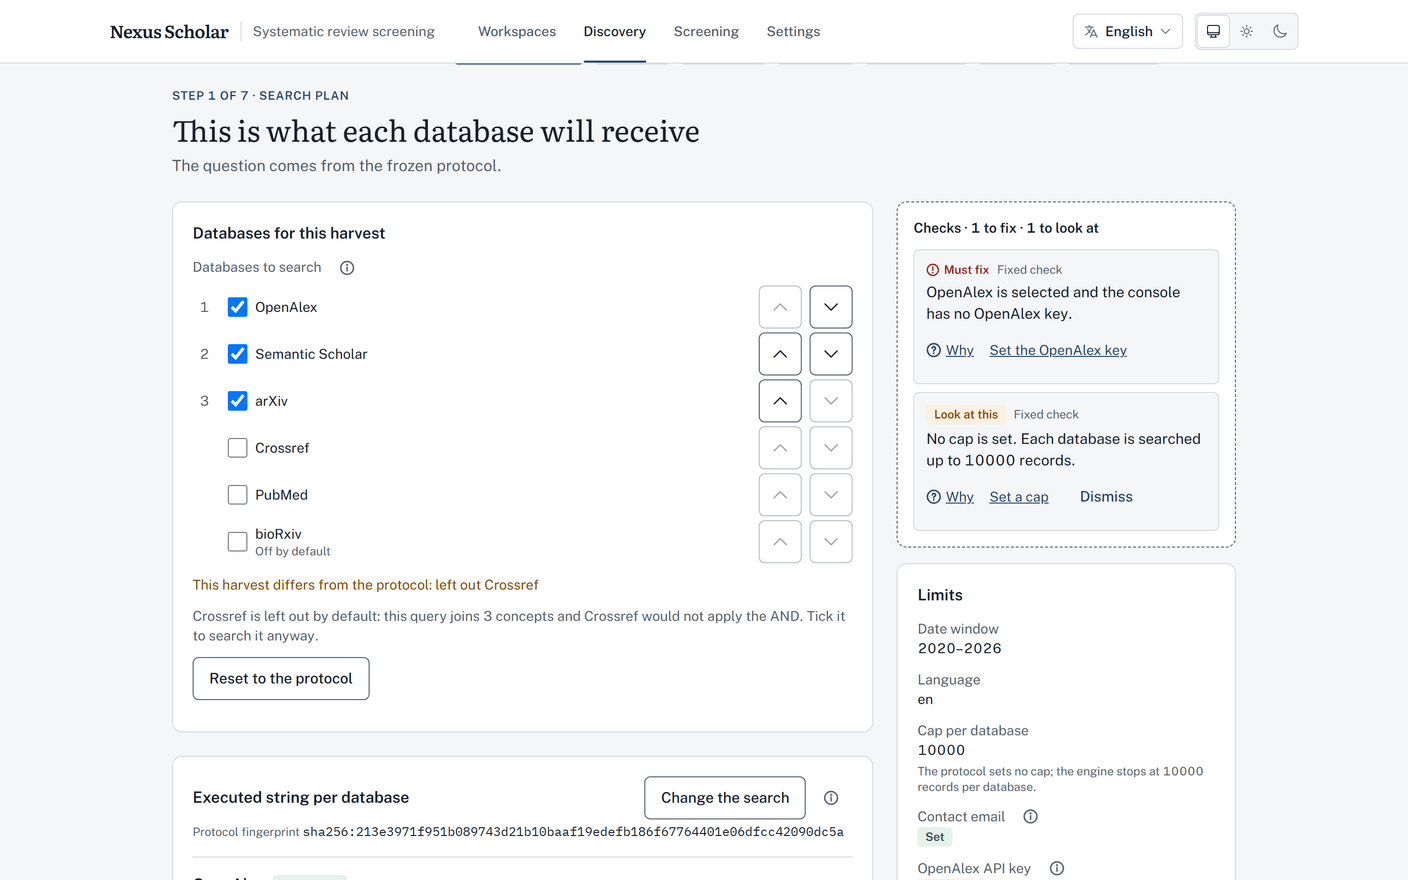 Nexus Scholar
Systematic review screening
Workspaces
Discovery
Screening
Settings
English
STEP 1 OF 7 · SEARCH PLAN
This is what each database will receive
The question comes from the frozen protocol.
Databases for this harvest
Databases to search
1 OpenAlex
2 Semantic Scholar
3 arXiv
Crossref
PubMed
bioRxiv
Off by default
This harvest differs from the protocol: left out Crossref
Crossref is left out by default: this query joins 3 concepts and Crossref would not apply the AND. Tick it
to search it anyway.
Reset to the protocol
Executed string per database
Change the search
Protocol fingerprint sha256:213e3971f951b089743d21b10baaf19edefb186f67764401e06dfcc42090dc5a
Checks · 1 to fix · 1 to look at
Must fix Fixed check
OpenAlex is selected and the console
has no OpenAlex key.
Why Set the OpenAlex key
Look at this Fixed check
No cap is set. Each database is searched
up to 10000 records.
Why Set a cap Dismiss
Limits
Date window
2020–2026
Language
en
Cap per database
10000
The protocol sets no cap; the engine stops at 10000
records per database.
Contact email
Set
OpenAlex API key